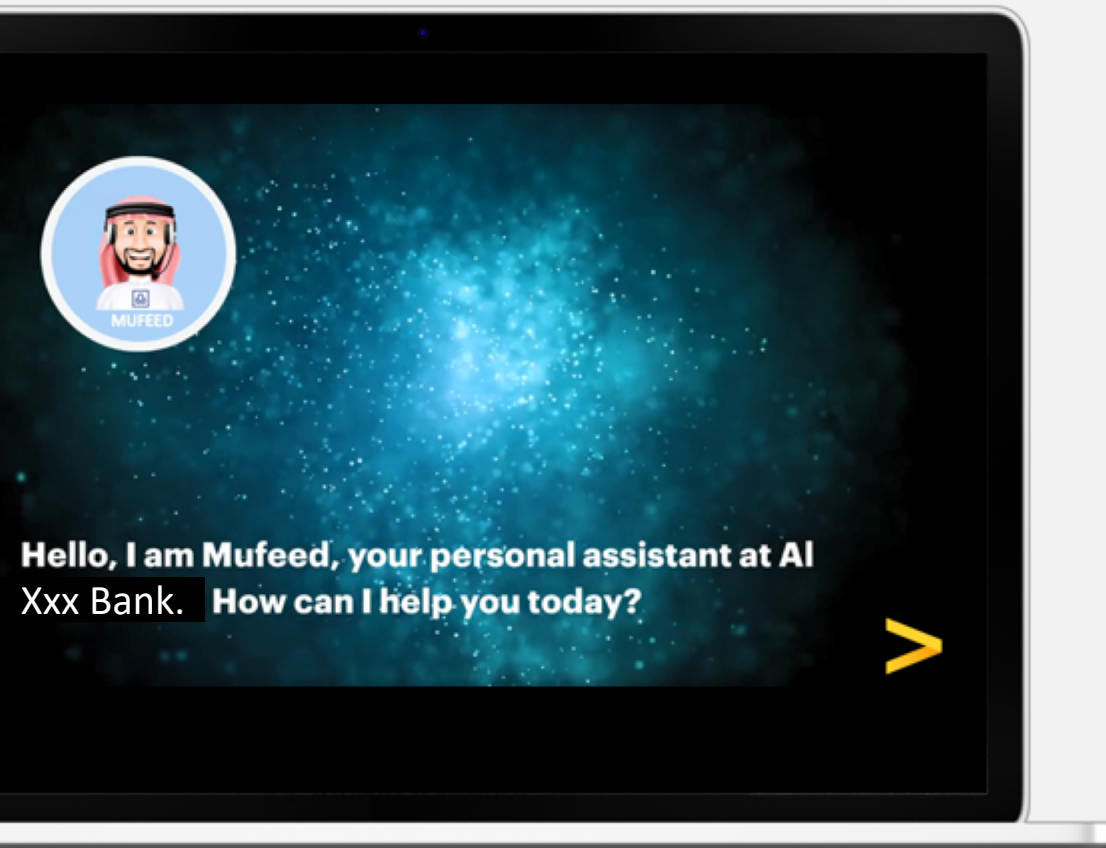 MUFEED
Hello, I am Mufeed, your personal assistant at Al
Xxx Bank. How can I help you today?
>